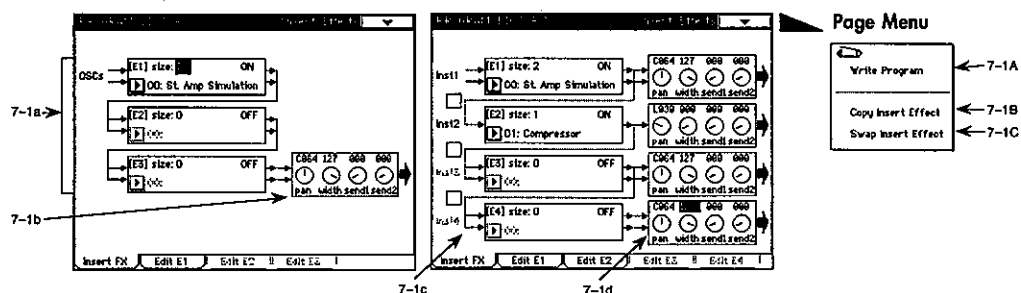 Insert Effects
Insert Effects
Page Menu
[E1] size: ON
OSCs
00: St. Amp Simulation
[E2] size: 0 OFF
[E3] size: 0 OFF
C064 127 000 000
pan width send1 send2
Insert FX Edit E1 Edit E2 Edit E3
7-1a
7-1b
[E1] size: 2 ON
Inst1
00: St. Amp Simulation
C064 127 000 000
pan width send1 send2
[E2] size: 1 ON
Inst2
01: Compressor
000 000 000
pan width send1 send2
[E3] size: 0 OFF
Inst3
C064 127 000 000
pan width send1 send2
[E4] size: 0 OFF
Inst4
C064 000 000
pan width send1 send2
Insert FX Edit E1 Edit E2 Edit E3 Edit E4
7-1c
7-1d
Write Program
7-1A
Copy Insert Effect
7-1B
Swap Insert Effect
7-1C